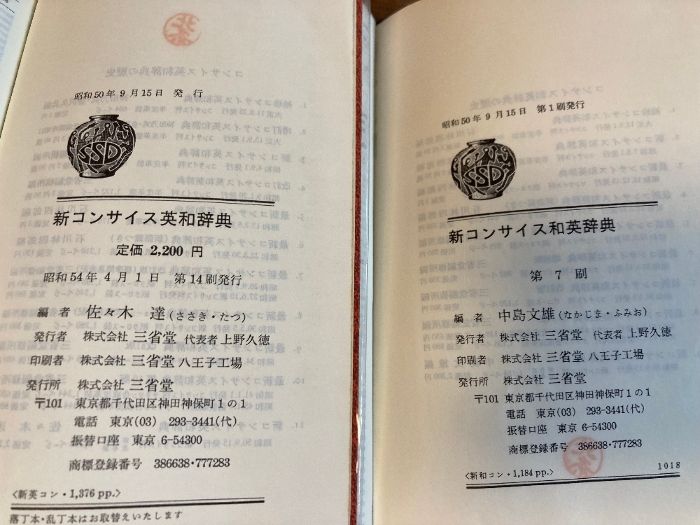 昭和50年9月15日 発行
SSD
新コンサイス英和辞典
定価 2,200 円
昭和54年4月1日 第14刷発行
編者 佐々木 達(ささき・たつ)
発行者 株式会社 三省堂 代表者 上野久徳
印刷者 株式会社 三省堂 八王子工場
発行所 株式会社 三省堂
〒101 東京都千代田区神田神保町1の1
電話 東京(03) 293-3441(代)
振替口座 東京 6-54300
商標登録番号 386638・777283
〈新英コン・1,376 pp.〉
落丁本・乱丁本はお取替えいたします
昭和50年9月15日 第1刷発行
SSD
新コンサイス和英辞典
第 7 刷
編者 中島文雄(なかじま・ふみお)
発行者 株式会社 三省堂 代表者 上野久徳
印刷者 株式会社 三省堂 八王子工場
発行所 株式会社 三省堂
〒101 東京都千代田区神田神保町1の1
電話 東京(03) 293-3441(代)
振替口座 東京 6-54300
商標登録番号 386638・777283
〈新和コン・1,184 pp.〉
1018